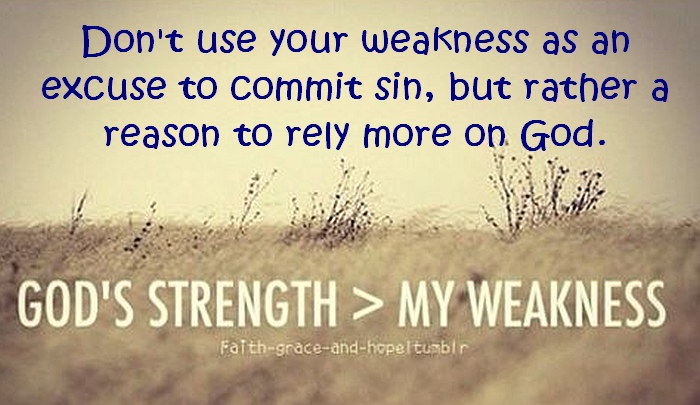 Don't use your weakness as an
excuse to commit sin, but rather a
reason to rely more on God.
GOD'S STRENGTH > MY WEAKNESS
Faith-grace-and-hope|tumblr